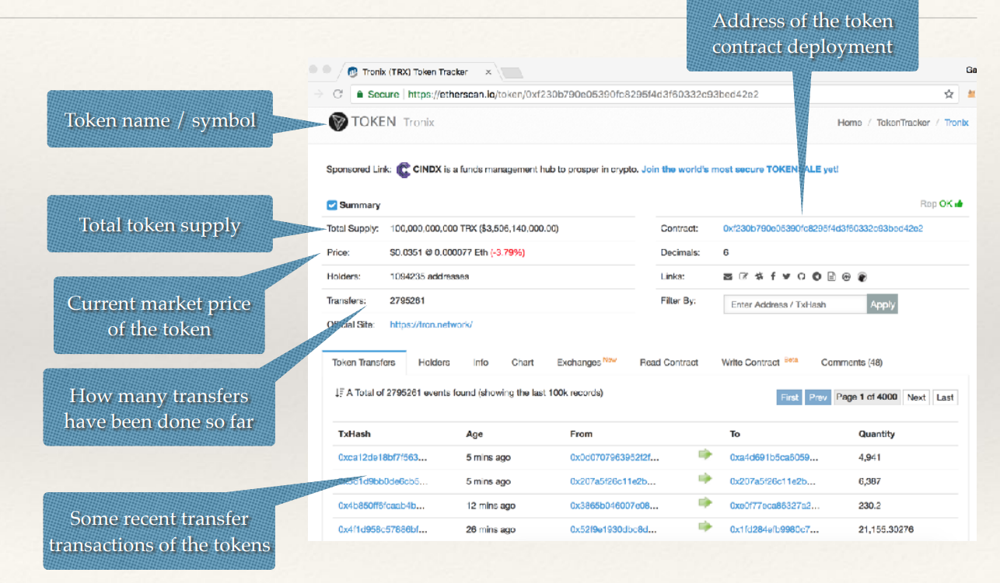 Address of the token
contract deployment
Tronix (TRX) Token Tracker
Ga
Secure | https://etherscan.io/token/0xf230b790e05390fc8295f4d3f60332c93bed42e2
Token name / symbol
TOKEN Tronix
Home / TokenTracker / Tronix
Sponsored Link: CINDX is a funds management hub to prosper in crypto. Join the world's most secure TOKEN ALE yet!
Summary
Rep OK
Total token supply
Total Supply: 100,000,000,000 TRX ($3,506,140,000.00)
Contract: 0xf230b790e05390fc8295f4d3f60332c93bed42e2
Price: $0.0351 @ 0.000077 Eth (-3.79%)
Decimals: 6
Holders: 1094235 addresses
Links:
Current market price
of the token
Transfers: 2795261
Filter By: Enter Address / TxHash Apply
Official Site: https://tron.network/
Token Transfers Holders Info Chart Exchanges New Read Contract Write Contract Beta Comments (48)
How many transfers
have been done so far
A Total of 2795261 events found (showing the last 100k records)
First Prev Page 1 of 4000 Next Last
TxHash Age From To Quantity
0xca12de18bf7f563... 5 mins ago 0x0d0707963952f2f... 0xa4d691b5ca6059... 4,941
5 mins ago 0x207a5f26c11e2b... 0x207a5f26c11e2b... 6,387
0x4b850ff6fcaab4b... 12 mins ago 0x3865b046007e08... 0xe0f77eca86327a2... 230.2
0x4f1d958c57886bf... 26 mins ago 0x52f9e1930dbc8d... 0x1fd284efb9980c7... 21,155.30276
Some recent transfer
transactions of the tokens